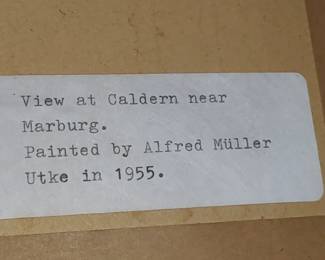 View at Caldern near
Marburg.
Painted by Alfred Müller
Utke in 1955.